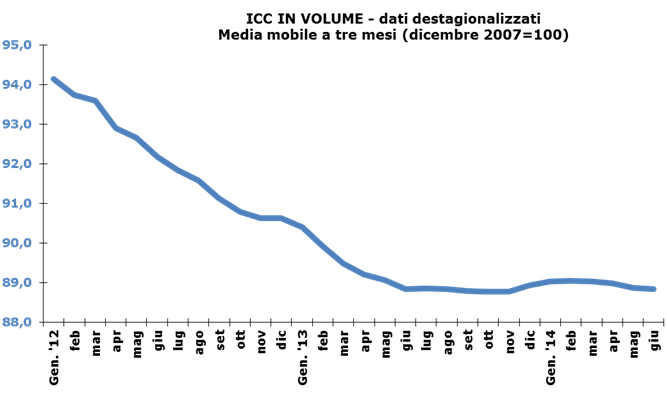 ICC IN VOLUME - dati destagionalizzati
Media mobile a tre mesi (dicembre 2007=100)
95,0
94,0
93,0
92,0
91,0
90,0
89,0
88,0
Gen. '12
feb
mar
apr
mag
giu
lug
ago
set
ott
nov
dic
Gen. '13
feb
mar
apr
mag
giu
lug
ago
set
ott
nov
dic
Gen. '14
feb
mar
apr
mag
giu